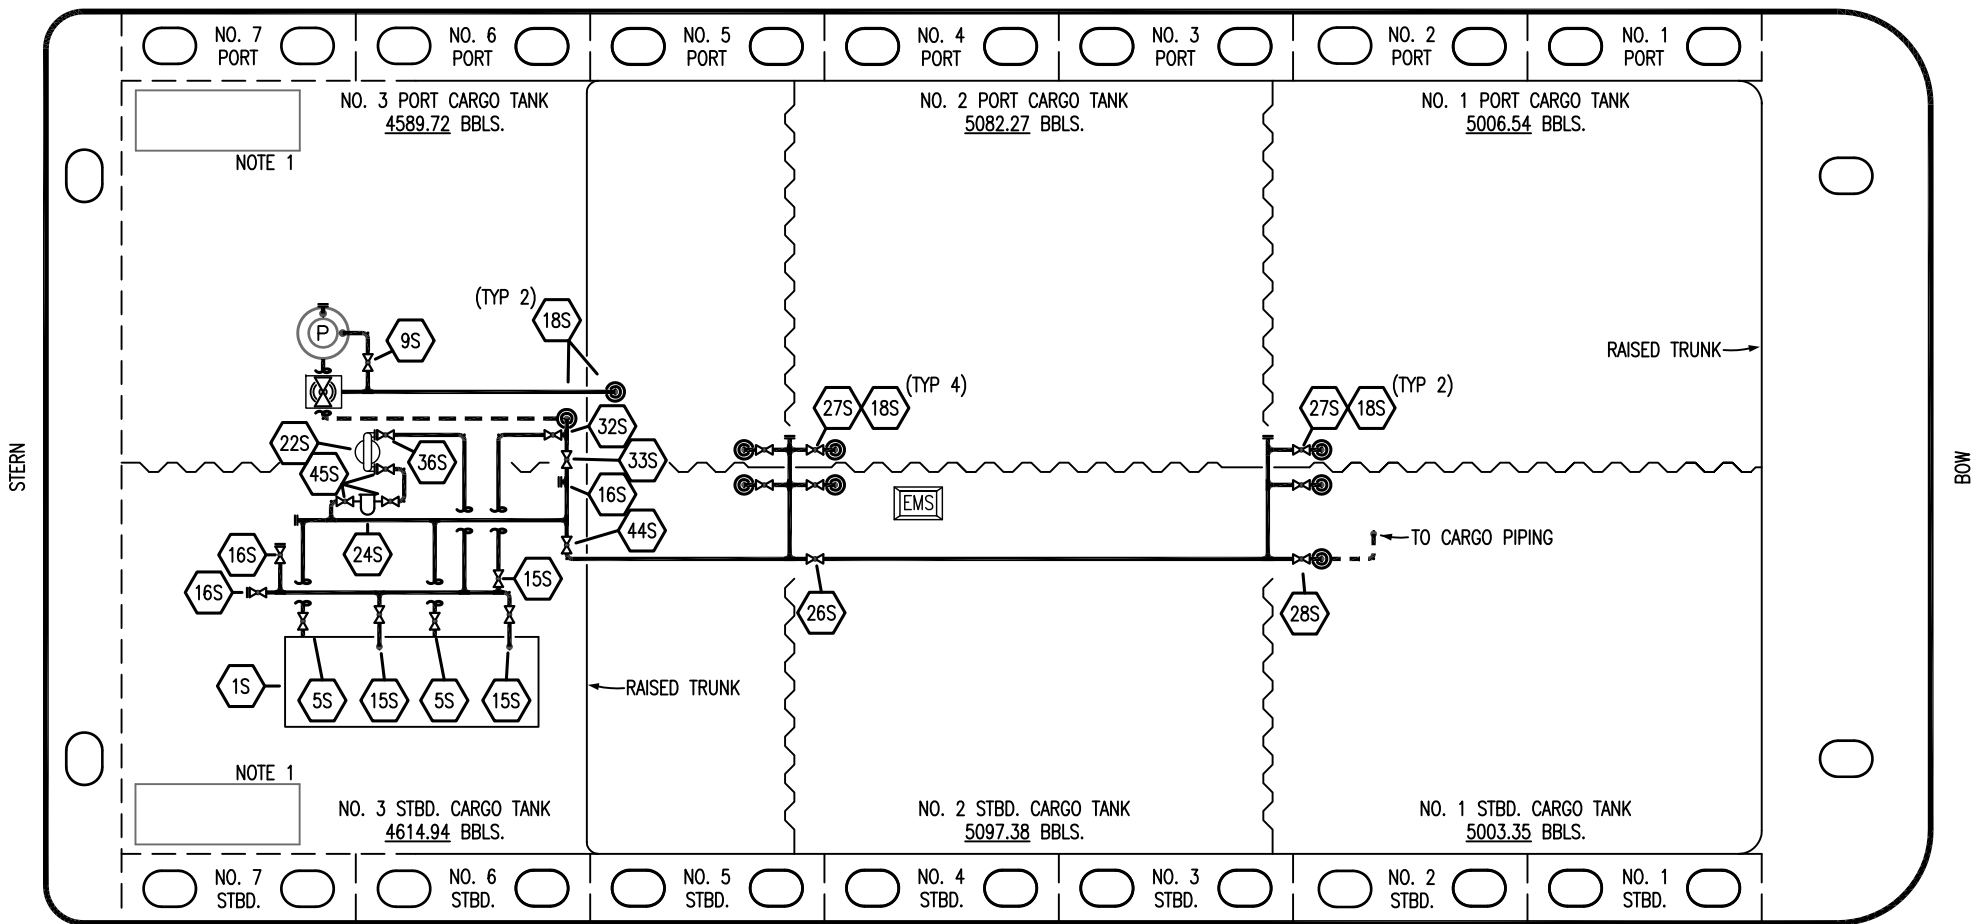 NO. 7
PORT
NO. 6
PORT
NO. 5
PORT
NO. 4
PORT
NO. 3
PORT
NO. 2
PORT
NO. 1
PORT
NO. 3 PORT CARGO TANK
4589.72 BBLS.
NO. 2 PORT CARGO TANK
5082.27 BBLS.
NO. 1 PORT CARGO TANK
5006.54 BBLS.
NOTE 1
(TYP 2)
18S
P
9S
RAISED TRUNK
27S
18S
(TYP 4)
27S
18S
(TYP 2)
32S
22S
36S
33S
45S
16S
EMS
STERN
BOW
44S
TO CARGO PIPING
16S
24S
15S
16S
26S
28S
1S
5S
15S
5S
15S
RAISED TRUNK
NOTE 1
NO. 3 STBD. CARGO TANK
4614.94 BBLS.
NO. 2 STBD. CARGO TANK
5097.38 BBLS.
NO. 1 STBD. CARGO TANK
5003.35 BBLS.
NO. 7
STBD.
NO. 6
STBD.
NO. 5
STBD.
NO. 4
STBD.
NO. 3
STBD.
NO. 2
STBD.
NO. 1
STBD.